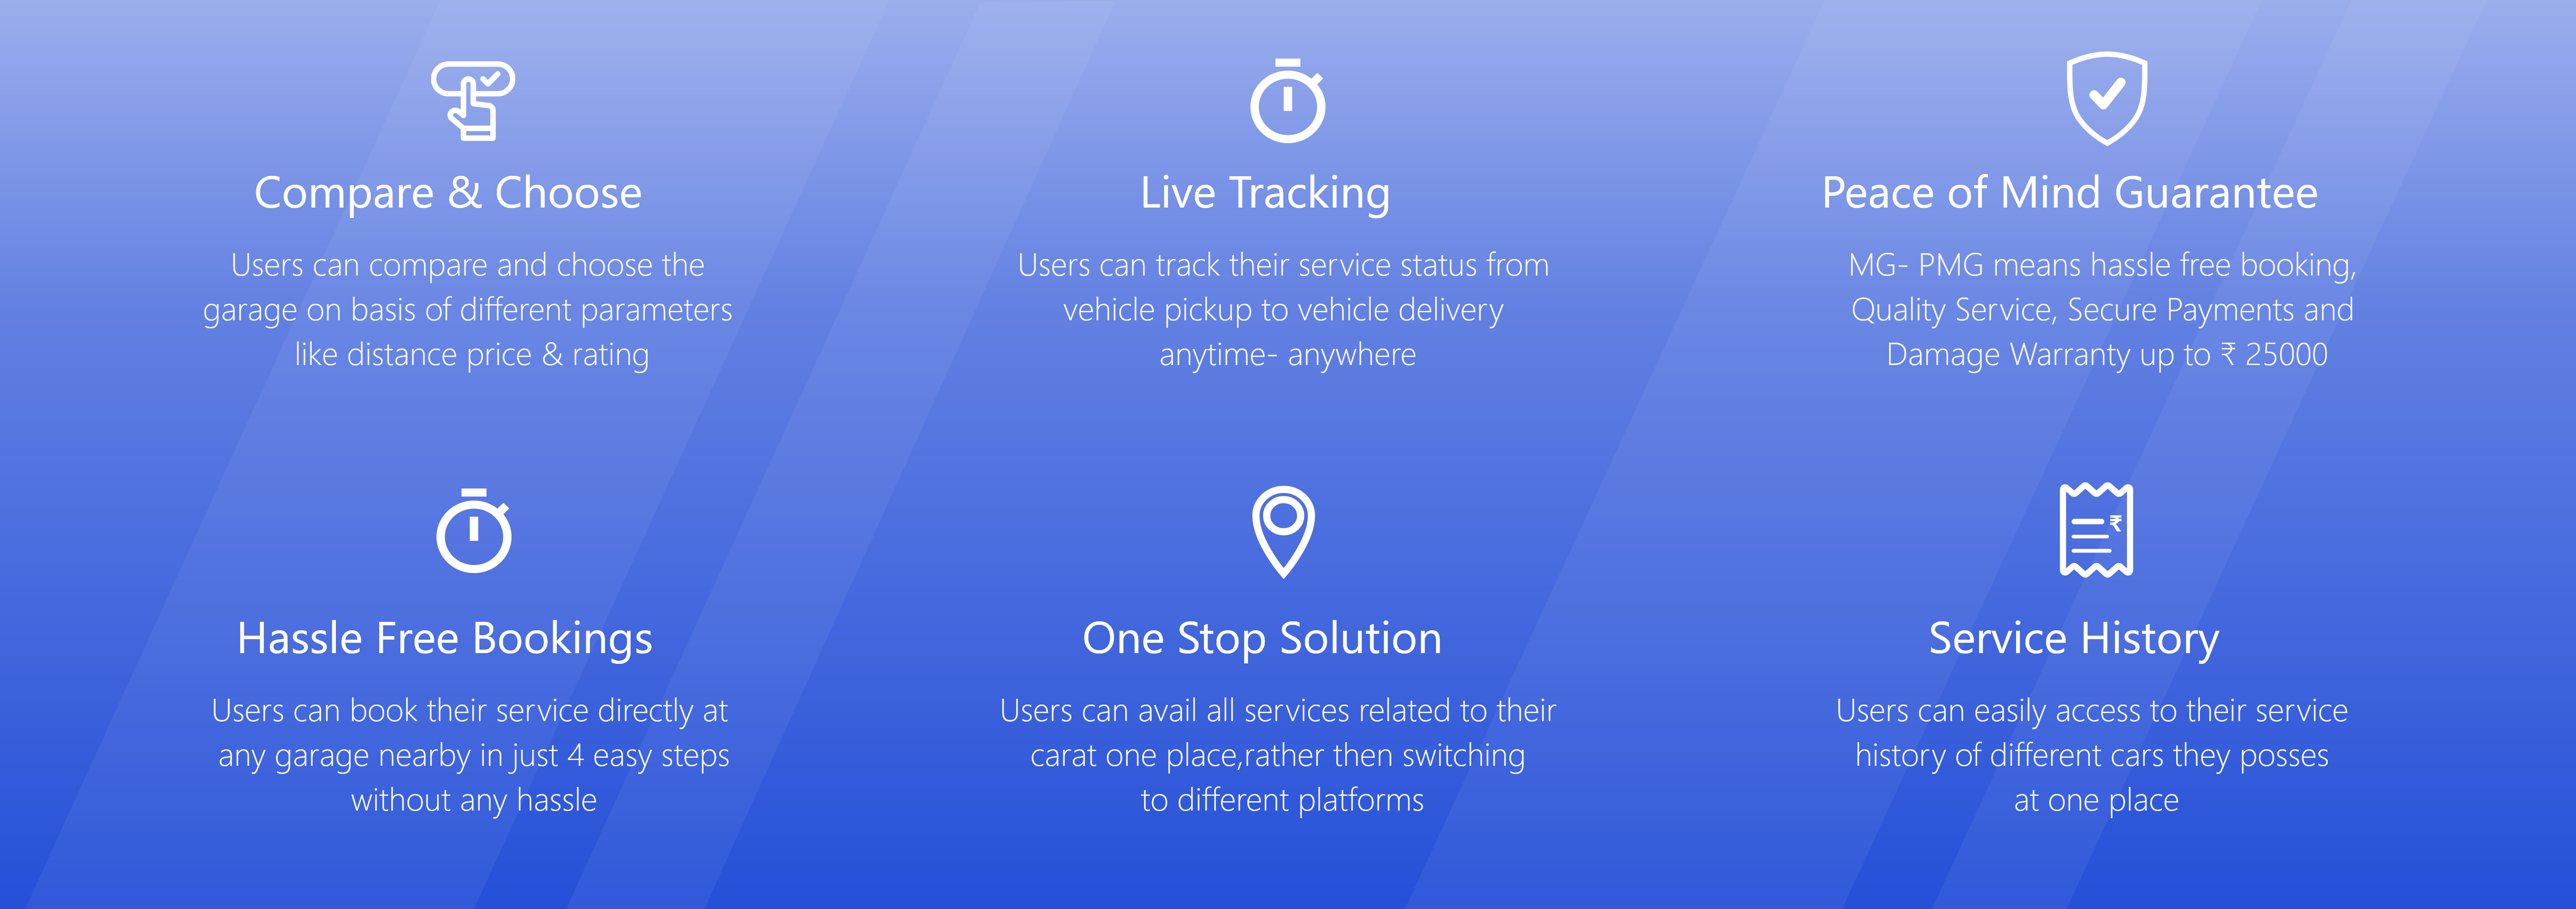 Compare & Choose
Users can compare and choose the
garage on basis of different parameters
like distance price & rating
Live Tracking
Users can track their service status from
vehicle pickup to vehicle delivery
anytime- anywhere
Peace of Mind Guarantee
MG- PMG means hassle free booking,
Quality Service, Secure Payments and
Damage Warranty up to ₹ 25000
Hassle Free Bookings
Users can book their service directly at
any garage nearby in just 4 easy steps
without any hassle
One Stop Solution
Users can avail all services related to their
carat one place,rather then switching
to different platforms
₹
Service History
Users can easily access to their service
history of different cars they posses
at one place